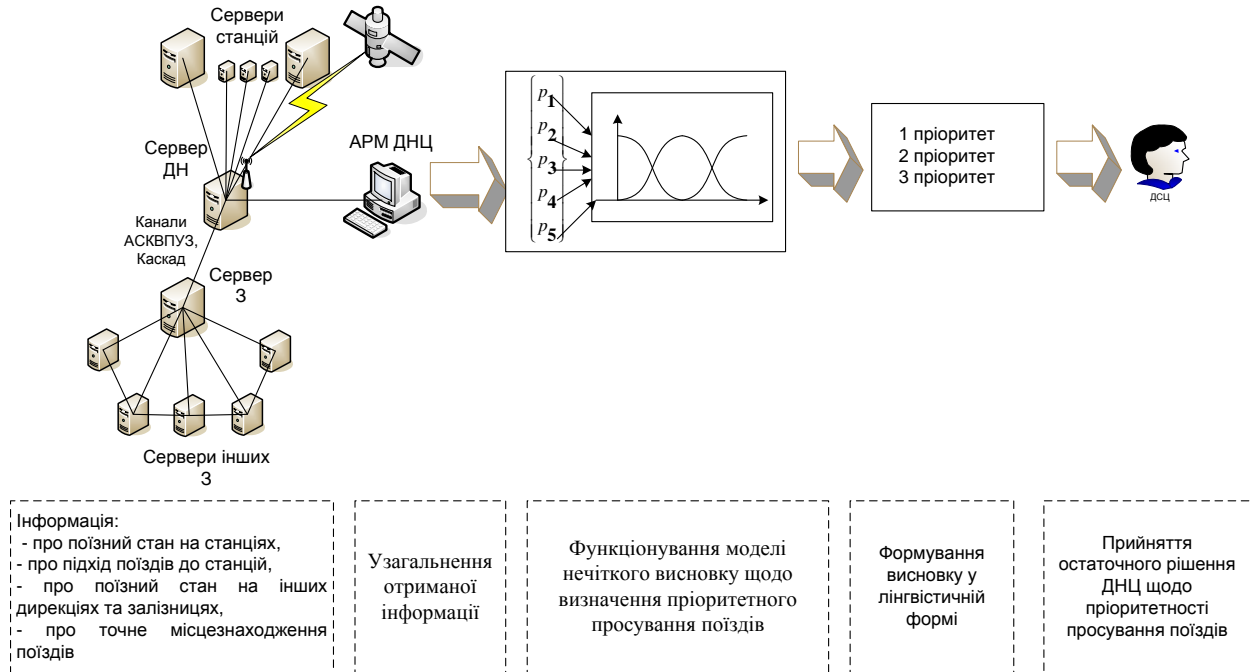 Сервери
станцій
Сервер
ДН
АРМ ДНЦ
Канали
АСКВПУЗ,
Каскад
Сервер
З
Сервери інших
З
p1
p2
p3
p4
p5
1 пріоритет
2 пріоритет
3 пріоритет
ДСЦ
Інформація:
- про поїзний стан на станціях,
- про підхід поїздів до станцій,
- про поїзний стан на інших
дирекціях та залізницях,
- про точне місцезнаходження
поїздів
Узагальнення
отриманої
інформації
Функціонування моделі
нечіткого висновку щодо
визначення пріоритетного
просування поїздів
Формування
висновку у
лінгвістичній
формі
Прийняття
остаточного рішення
ДНЦ щодо
пріоритетності
просування поїздів